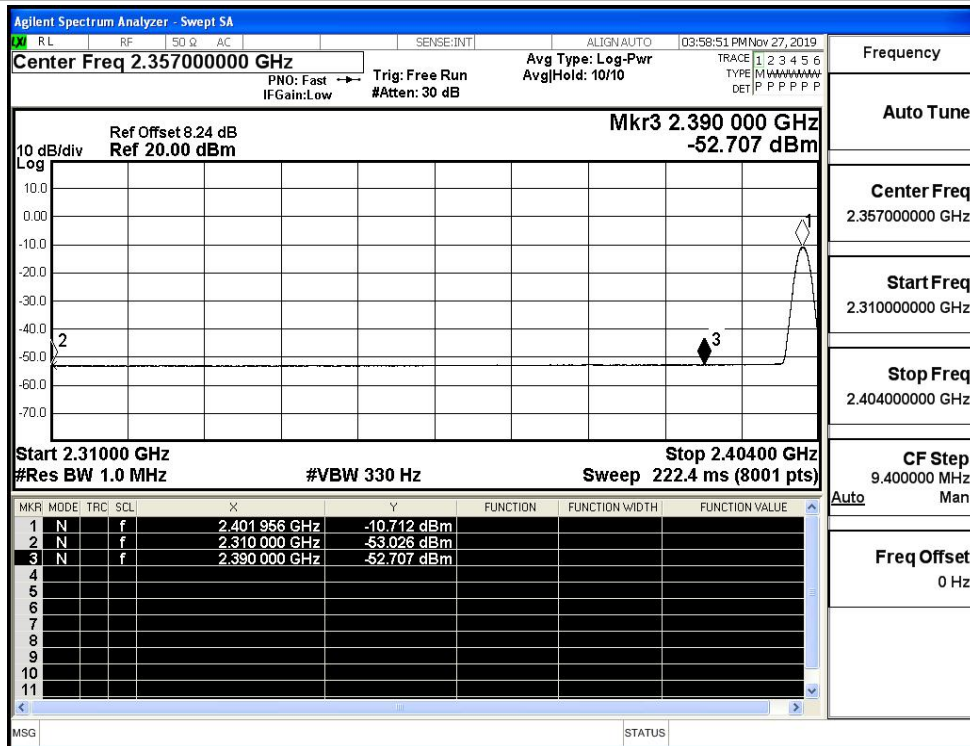 Agilent Spectrum Analyzer - Swept SA
LXI RL RF 50 Ω AC SENSE:INT ALIGN AUTO 03:58:51 PM Nov 27, 2019
Center Freq 2.357000000 GHz
PNO: Fast
IFGain:Low
Trig: Free Run
#Atten: 30 dB
Avg Type: Log-Pwr
Avg|Hold: 10/10
TRACE 1 2 3 4 5 6
TYPE M W W W W W
DET P P P P P P
Ref Offset 8.24 dB
10 dB/div Ref 20.00 dBm
Log
Mkr3 2.390 000 GHz
-52.707 dBm
10.0
0.00
-10.0
-20.0
-30.0
-40.0
-50.0
-60.0
-70.0
1
2
3
Start 2.31000 GHz Stop 2.40400 GHz
#Res BW 1.0 MHz #VBW 330 Hz Sweep 222.4 ms (8001 pts)
MKR MODE TRC SCL X Y FUNCTION FUNCTION WIDTH FUNCTION VALUE
1 N f 2.401 956 GHz -10.712 dBm
2 N f 2.310 000 GHz -53.026 dBm
3 N f 2.390 000 GHz -52.707 dBm
4
5
6
7
8
9
10
11
MSG STATUS
Frequency
Auto Tune
Center Freq
2.357000000 GHz
Start Freq
2.310000000 GHz
Stop Freq
2.404000000 GHz
CF Step
9.400000 MHz
Auto Man
Freq Offset
0 Hz